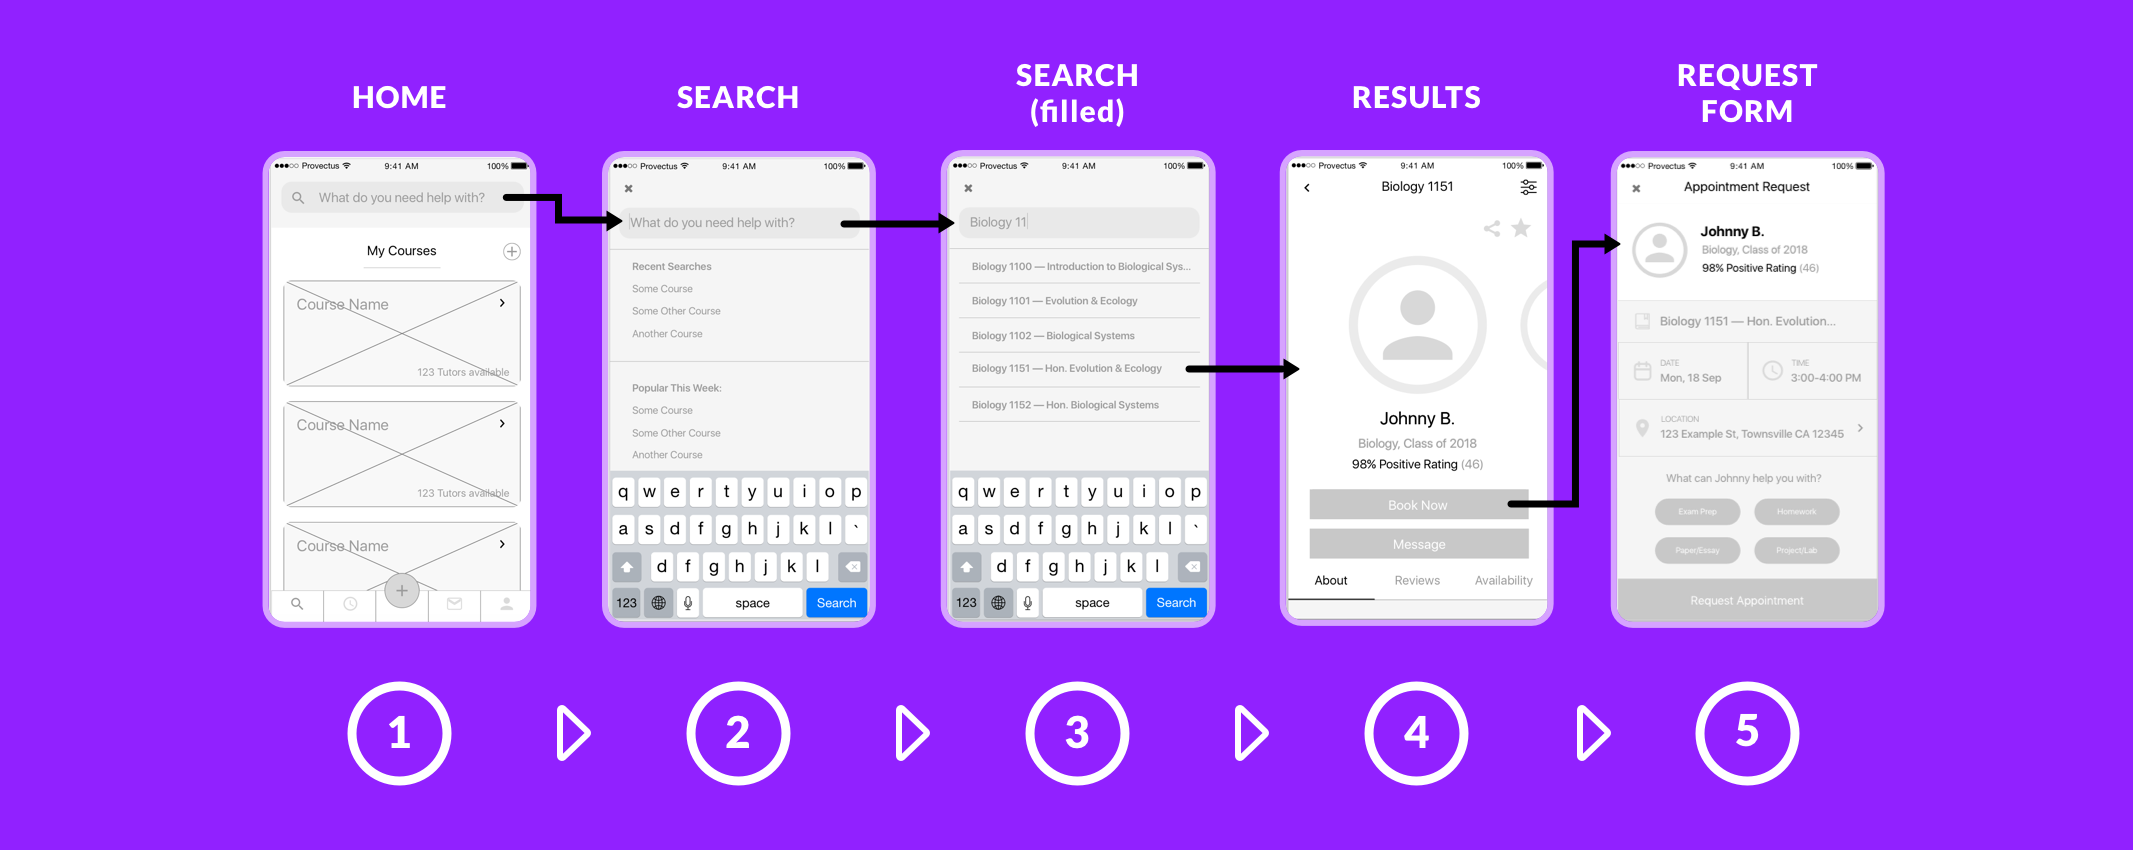 HOME
SEARCH
SEARCH
(filled)
RESULTS
REQUEST
FORM
Provectus 9:41 AM 100%
What do you need help with?
My Courses
Course Name
123 Tutors available
Course Name
123 Tutors available
Course Name
Provectus 9:41 AM 100%
What do you need help with?
Recent Searches
Some Course
Some Other Course
Another Course
Popular This Week:
Some Course
Some Other Course
Another Course
q w e r t y u i o p
a s d f g h j k l `
d f g h j k l
123 space Search
Provectus 9:41 AM 100%
Biology 11
Biology 1100 — Introduction to Biological Sys...
Biology 1101 — Evolution & Ecology
Biology 1102 — Biological Systems
Biology 1151 — Hon. Evolution & Ecology
Biology 1152 — Hon. Biological Systems
q w e r t y u i o p
a s d f g h j k l `
d f g h j k l
123 space Search
Provectus 9:41 AM 100%
Biology 1151
Johnny B.
Biology, Class of 2018
98% Positive Rating (46)
Book Now
Message
About Reviews Availability
Provectus 9:41 AM 100%
Appointment Request
Johnny B.
Biology, Class of 2018
98% Positive Rating (46)
Biology 1151 — Hon. Evolution...
DATE
Mon, 18 Sep
TIME
3:00-4:00 PM
LOCATION
123 Example St, Townsville CA 12345
What can Johnny help you with?
Exam Prep Homework
Paper/Essay Project/Lab
Request Appointment
1 2 3 4 5